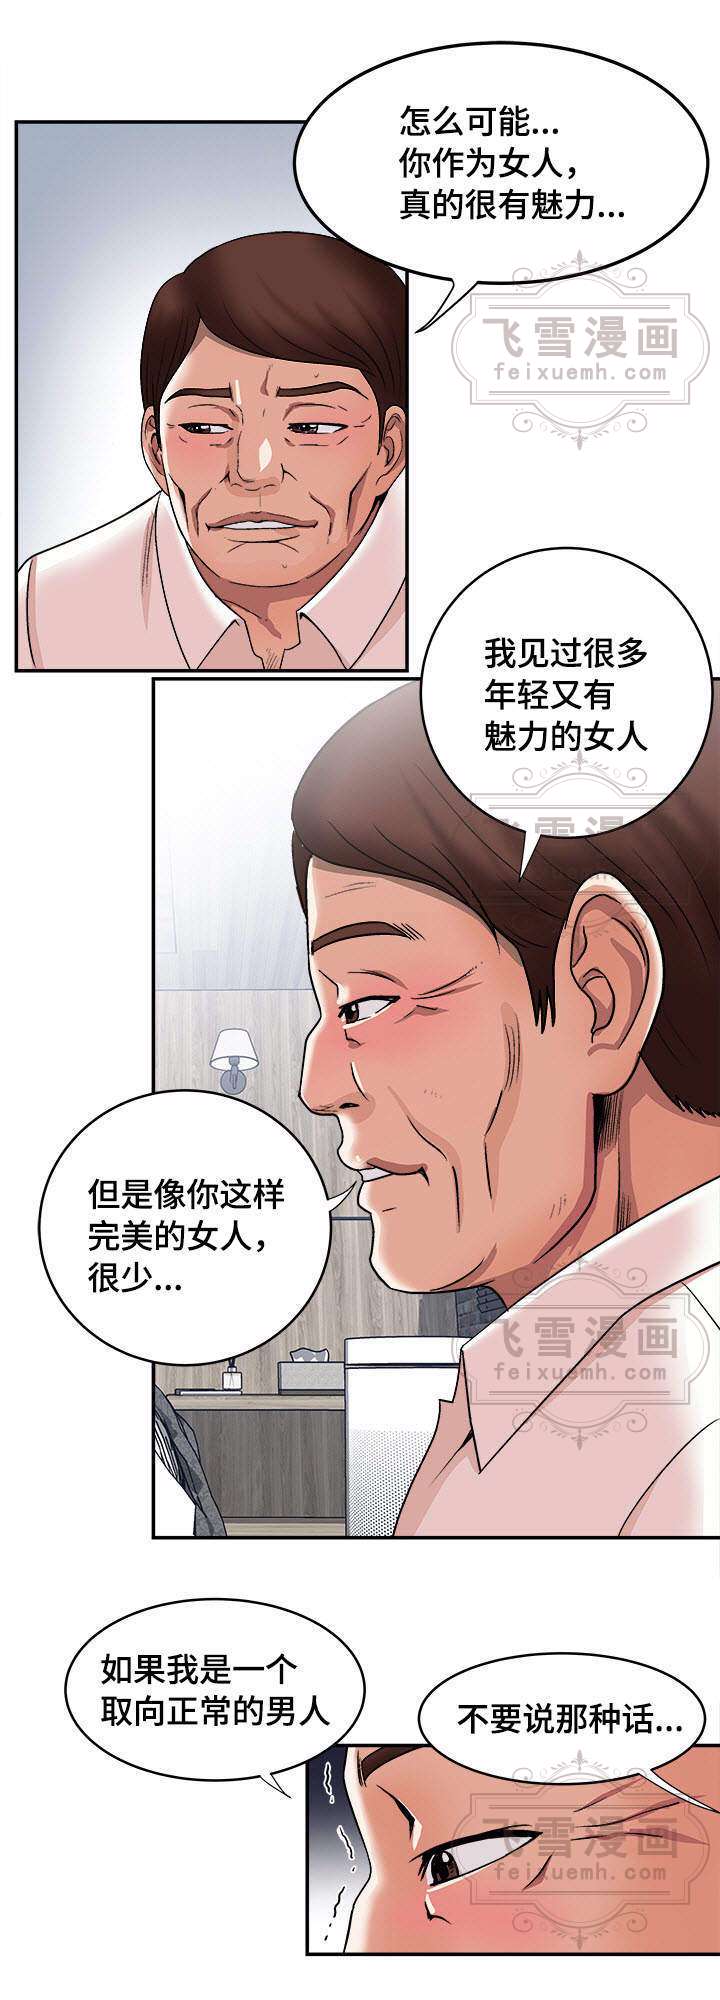 怎么可能...
你作为女人，
真的很有魅力...
飞雪漫画
feixuemh.com
我见过很多
年轻又有
魅力的女人
飞雪漫画
但是像你这样
完美的女人，
很少...
飞雪漫画
feixuemh.com
如果我是一个
取向正常的男人
不要说那种话...
飞雪漫画
feixuemh.com